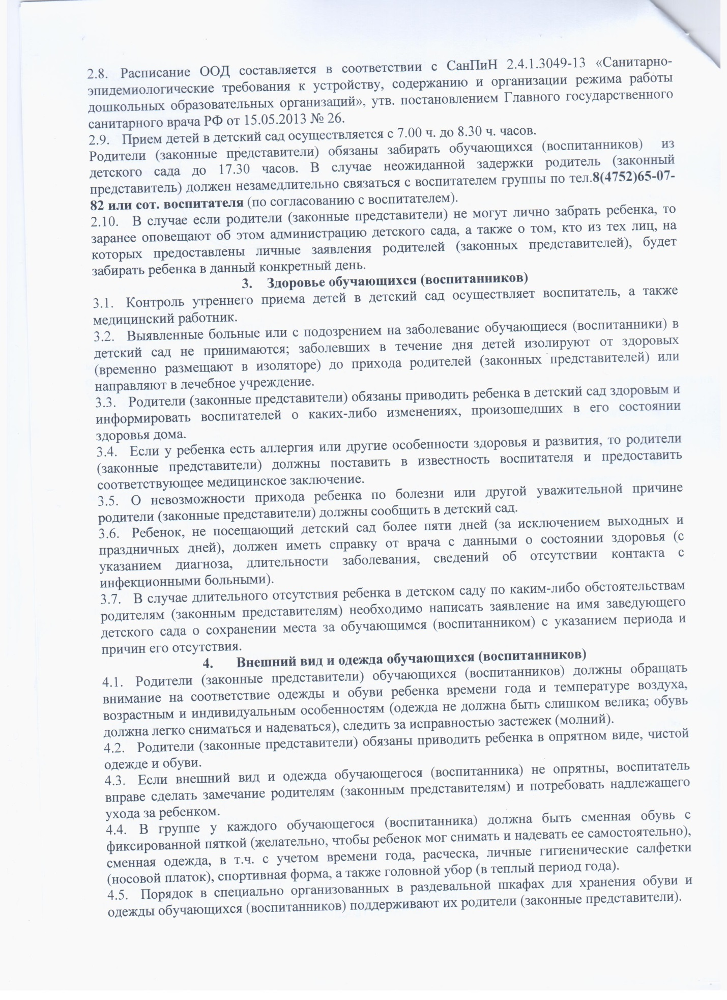 2.8. Расписание ООД составляется в соответствии с СанПиН 2.4.1.3049-13 «Санитарно-
эпидемиологические требования к устройству, содержанию и организации режима работы
дошкольных образовательных организаций», утв. постановлением Главного государственного
санитарного врача РФ от 15.05.2013 № 26.
2.9. Прием детей в детский сад осуществляется с 7.00 ч. до 8.30 ч. часов.
Родители (законные представители) обязаны забирать обучающихся (воспитанников) из
детского сада до 17.30 часов. В случае неожиданной задержки родитель (законный
представитель) должен незамедлительно связаться с воспитателем группы по тел.8(4752)65-07-
82 или сот. воспитателя (по согласованию с воспитателем).
2.10. В случае если родители (законные представители) не могут лично забрать ребенка, то
заранее оповещают об этом администрацию детского сада, а также о том, кто из тех лиц, на
которых предоставлены личные заявления родителей (законных представителей), будет
забирать ребенка в данный конкретный день.
3. Здоровье обучающихся (воспитанников)
3.1. Контроль утреннего приема детей в детский сад осуществляет воспитатель, а также
медицинский работник.
3.2. Выявленные больные или с подозрением на заболевание обучающиеся (воспитанники) в
детский сад не принимаются; заболевших в течение дня детей изолируют от здоровых
(временно размещают в изоляторе) до прихода родителей (законных представителей) или
направляют в лечебное учреждение.
3.3. Родители (законные представители) обязаны приводить ребенка в детский сад здоровым и
информировать воспитателей о каких-либо изменениях, произошедших в его состоянии
здоровья дома.
3.4. Если у ребенка есть аллергия или другие особенности здоровья и развития, то родители
(законные представители) должны поставить в известность воспитателя и предоставить
соответствующее медицинское заключение.
3.5. О невозможности прихода ребенка по болезни или другой уважительной причине
родители (законные представители) должны сообщить в детский сад.
3.6. Ребенок, не посещающий детский сад более пяти дней (за исключением выходных и
праздничных дней), должен иметь справку от врача с данными о состоянии здоровья (с
указанием диагноза, длительности заболевания, сведений об отсутствии контакта с
инфекционными больными).
3.7. В случае длительного отсутствия ребенка в детском саду по каким-либо обстоятельствам
родителям (законным представителям) необходимо написать заявление на имя заведующего
детского сада о сохранении места за обучающимся (воспитанником) с указанием периода и
причин его отсутствия.
4. Внешний вид и одежда обучающихся (воспитанников)
4.1. Родители (законные представители) обучающихся (воспитанников) должны обращать
внимание на соответствие одежды и обуви ребенка времени года и температуре воздуха,
возрастным и индивидуальным особенностям (одежда не должна быть слишком велика; обувь
должна легко сниматься и надеваться), следить за исправностью застежек (молний).
4.2. Родители (законные представители) обязаны приводить ребенка в опрятном виде, чистой
одежде и обуви.
4.3. Если внешний вид и одежда обучающегося (воспитанника) не опрятны, воспитатель
вправе сделать замечание родителям (законным представителям) и потребовать надлежащего
ухода за ребенком.
4.4. В группе у каждого обучающегося (воспитанника) должна быть сменная обувь с
фиксированной пяткой (желательно, чтобы ребенок мог снимать и надевать ее самостоятельно),
сменная одежда, в т.ч. с учетом времени года, расческа, личные гигиенические салфетки
(носовой платок), спортивная форма, а также головной убор (в теплый период года).
4.5. Порядок в специально организованных в раздевальной шкафах для хранения обуви и
одежды обучающихся (воспитанников) поддерживают их родители (законные представители).